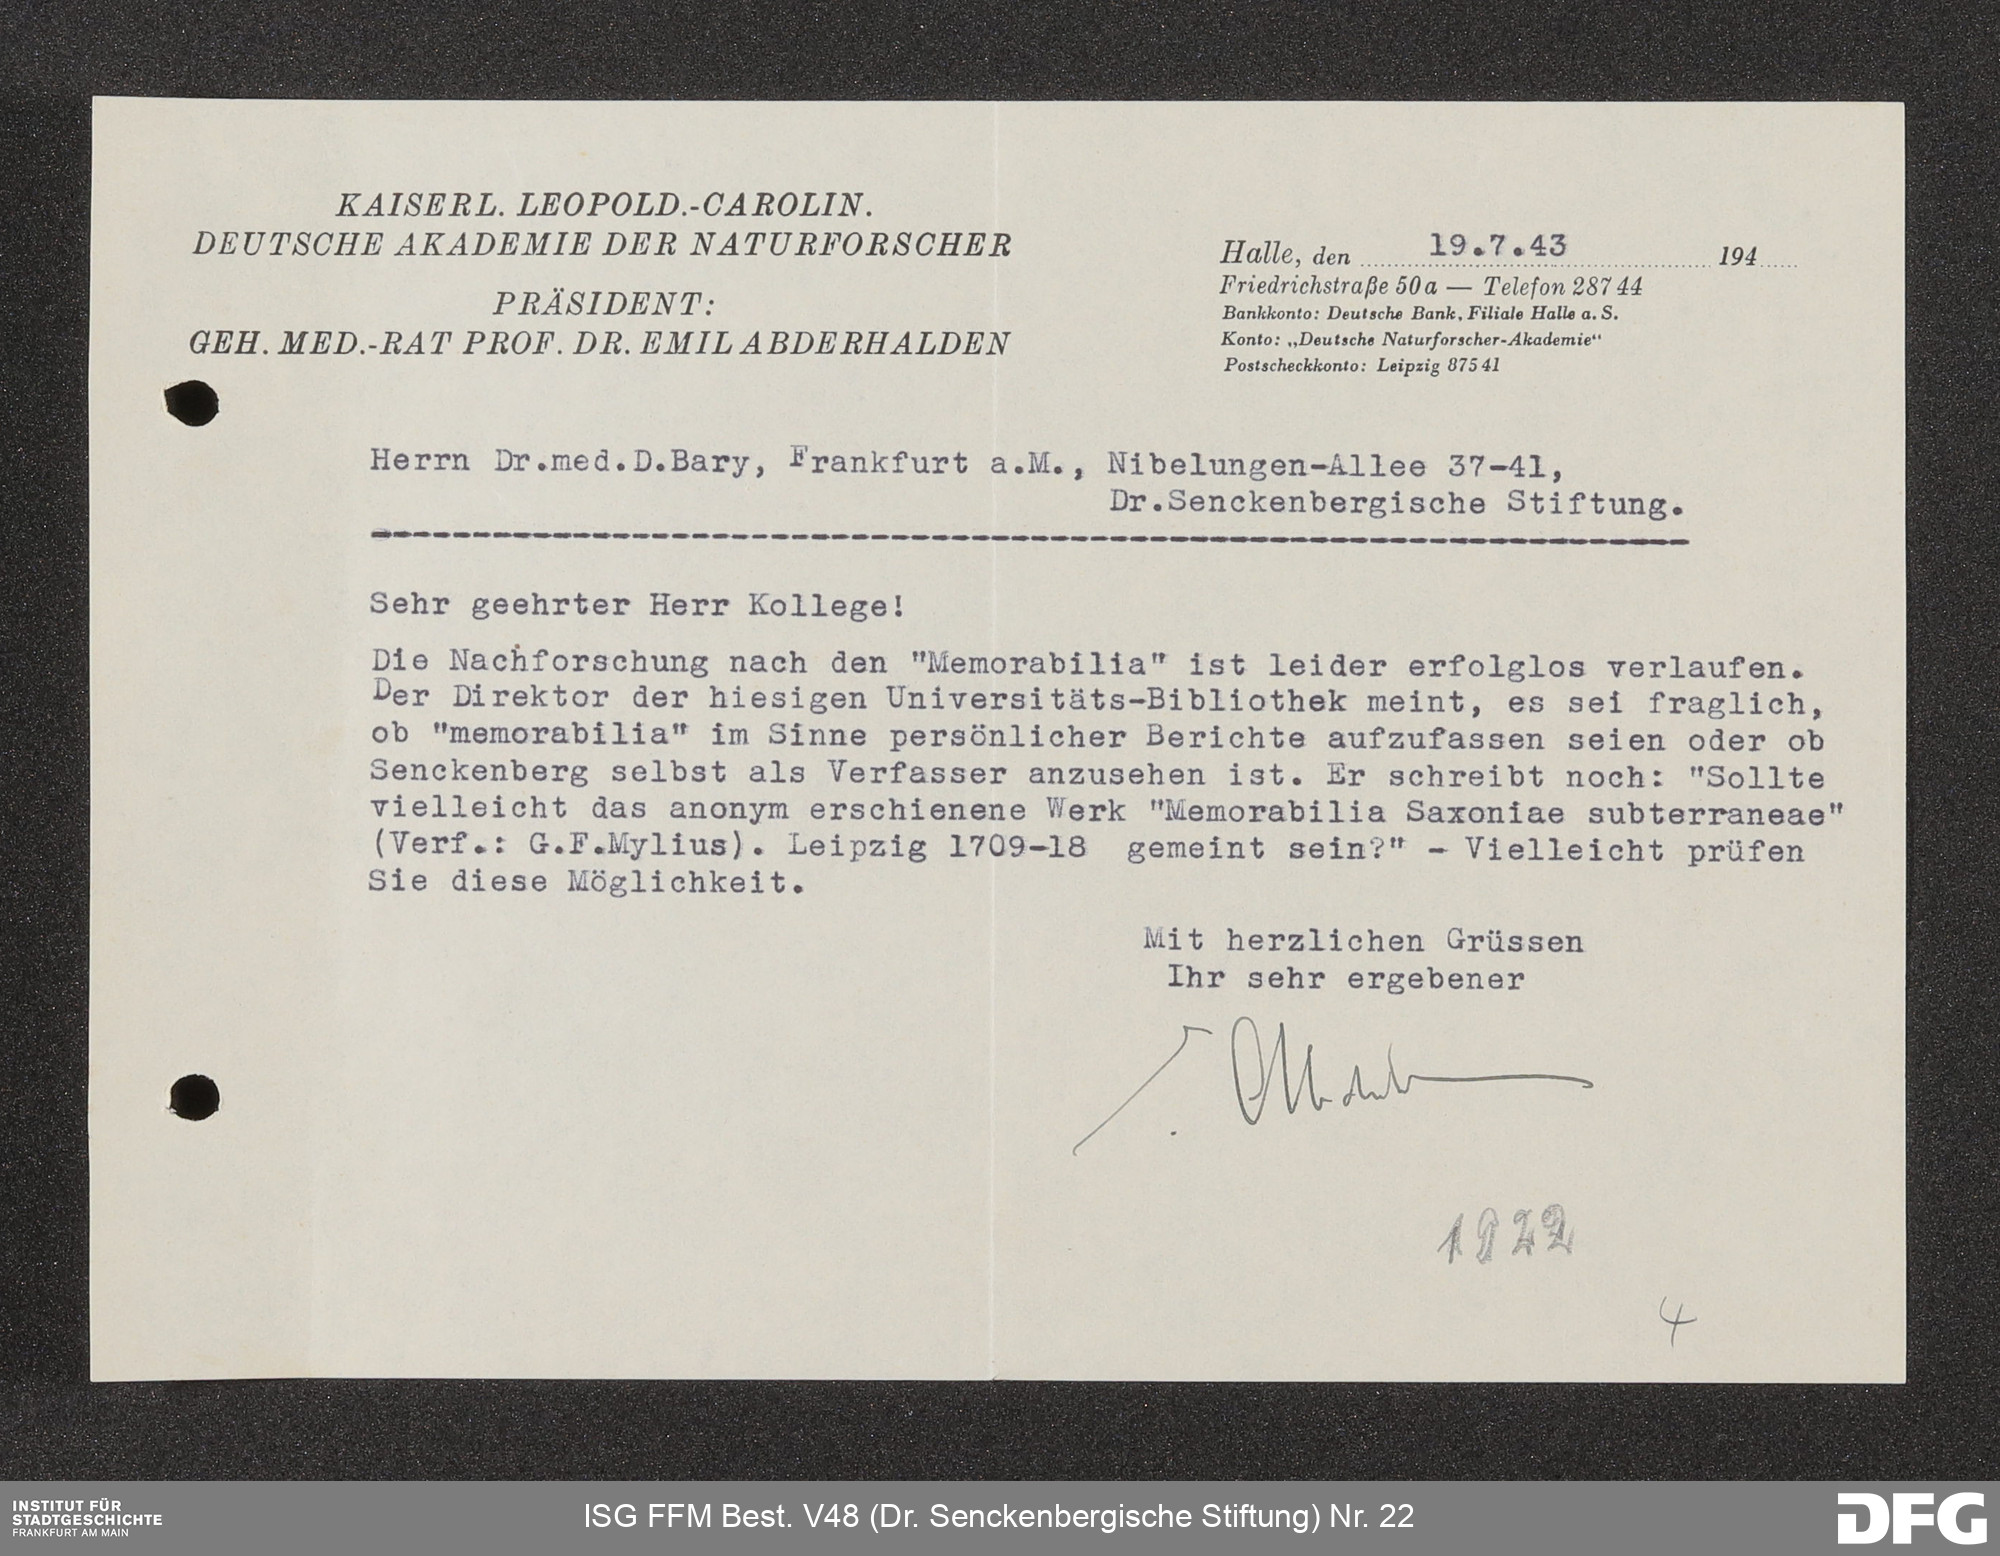 KAISERL. LEOPOLD.-CAROLIN.
DEUTSCHE AKADEMIE DER NATURFORSCHER
PRÄSIDENT:
GEH. MED.-RAT PROF. DR. EMIL ABDERHALDEN
Halle, den 19.7.43 194
Friedrichstraße 50a — Telefon 28744
Bankkonto: Deutsche Bank, Filiale Halle a. S.
Konto: „Deutsche Naturforscher-Akademie“
Postscheckkonto: Leipzig 87541
Herrn Dr.med.D.Bary, Frankfurt a.M., Nibelungen-Allee 37-41,
Dr.Senckenbergische Stiftung.
Sehr geehrter Herr Kollege!
Die Nachforschung nach den "Memorabilia" ist leider erfolglos verlaufen.
Der Direktor der hiesigen Universitäts-Bibliothek meint, es sei fraglich,
ob "memorabilia" im Sinne persönlicher Berichte aufzufassen seien oder ob
Senckenberg selbst als Verfasser anzusehen ist. Er schreibt noch: "Sollte
vielleicht das anonym erschienene Werk "Memorabilia Saxoniae subterraneae"
(Verf.: G.F.Mylius). Leipzig 1709-18 gemeint sein?" - Vielleicht prüfen
Sie diese Möglichkeit.
Mit herzlichen Grüssen
Ihr sehr ergebener
1922
4
INSTITUT FÜR
STADTGESCHICHTE
FRANKFURT AM MAIN
ISG FFM Best. V48 (Dr. Senckenbergische Stiftung) Nr. 22
DFG